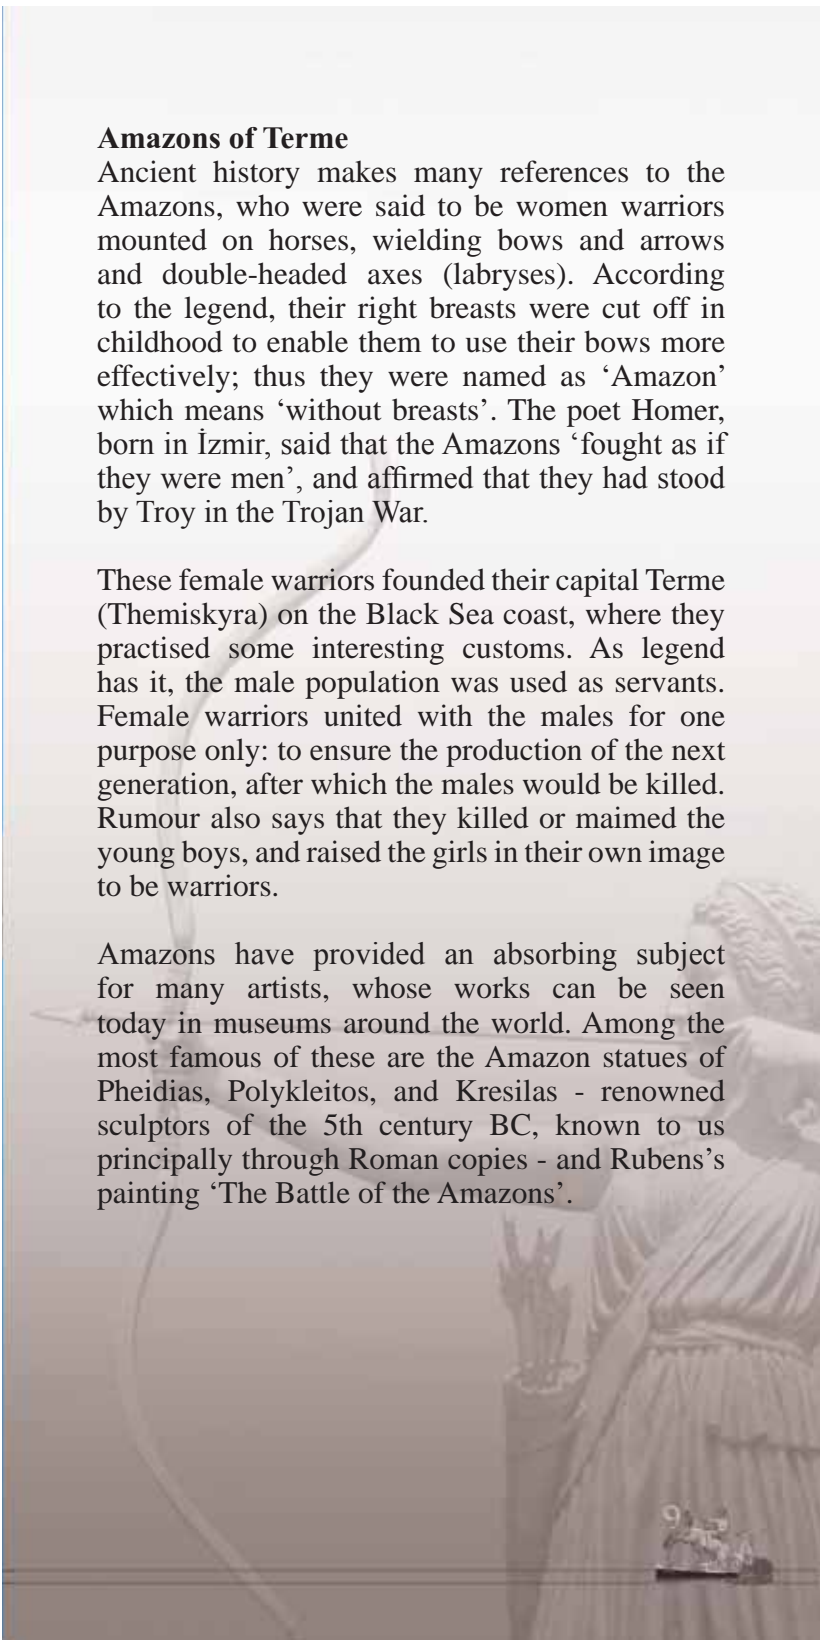 Amazons of Terme
Ancient history makes many references to the
Amazons, who were said to be women warriors
mounted on horses, wielding bows and arrows
and double-headed axes (labryses). According
to the legend, their right breasts were cut off in
childhood to enable them to use their bows more
effectively; thus they were named as ‘Amazon’
which means ‘without breasts’. The poet Homer,
born in İzmir, said that the Amazons ‘fought as if
they were men’, and affirmed that they had stood
by Troy in the Trojan War.

These female warriors founded their capital Terme
(Themiskyra) on the Black Sea coast, where they
practised some interesting customs. As legend
has it, the male population was used as servants.
Female warriors united with the males for one
purpose only: to ensure the production of the next
generation, after which the males would be killed.
Rumour also says that they killed or maimed the
young boys, and raised the girls in their own image
to be warriors.

Amazons have provided an absorbing subject
for many artists, whose works can be seen
today in museums around the world. Among the
most famous of these are the Amazon statues of
Pheidias, Polykleitos, and Kresilas - renowned
sculptors of the 5th century BC, known to us
principally through Roman copies - and Rubens’s
painting ‘The Battle of the Amazons’.
9